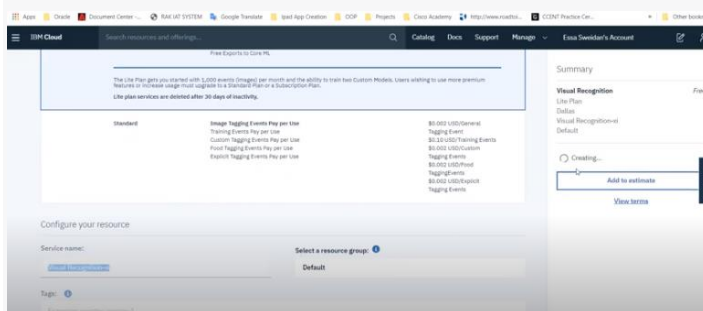 Apps Oracle Document Center -... RAK IAT SYSTEM Google Translate Ipad App Creation OOP Projects Cisco Academy http://www.roadtoi... CCENT Practice Cer... » Other book
IBM Cloud Search resources and offerings... Catalog Docs Support Manage Essa Sweidan's Account
Free Exports to Core ML
The Lite Plan gets you started with 1,000 events (images) per month and the ability to train two Custom Models. Users wishing to use more premium
features or increase usage must upgrade to a Standard Plan or a Subscription Plan.
Lite plan services are deleted after 30 days of inactivity.
Standard
Image Tagging Events Pay per Use
Training Events Pay per Use
Custom Tagging Events Pay per Use
Food Tagging Events Pay per Use
Explicit Tagging Events Pay per Use
$0.002 USD/General
Tagging Event
$0.10 USD/Training Events
$0.002 USD/Custom
Tagging Events
$0.002 USD/Food
TaggingEvents
$0.002 USD/Explicit
Tagging Events
Summary
Visual Recognition Free
Lite Plan
Dallas
Visual Recognition-ei
Default
Creating...
Add to estimate
View terms
Configure your resource
Service name:
Visual Recognition-ei
Select a resource group:
Default
Tags: